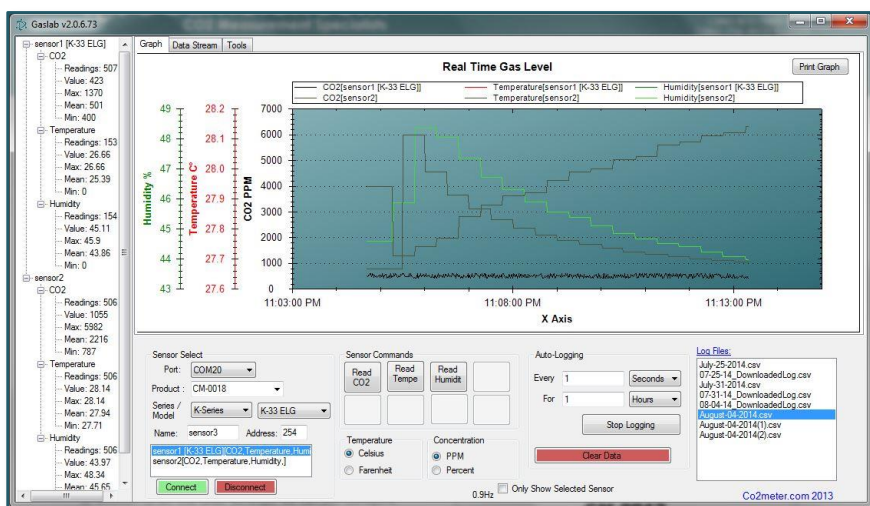 Gaslab v2.0.6.73
sensor1 [K-33 ELG]
CO2
Readings: 507
Value: 423
Max: 1370
Mean: 501
Min: 400
Temperature
Readings: 153
Value: 26.66
Max: 26.66
Mean: 25.39
Min: 0
Humidity
Readings: 154
Value: 45.11
Max: 45.9
Mean: 43.86
Min: 0
sensor2
CO2
Readings: 506
Value: 1055
Max: 5982
Mean: 2216
Min: 787
Temperature
Readings: 506
Value: 28.14
Max: 28.14
Mean: 27.94
Min: 27.71
Humidity
Readings: 506
Value: 43.97
Max: 48.34
Mean: 45.65
Graph Data Stream Tools
Real Time Gas Level
Print Graph
CO2[sensor1 [K-33 ELG]] Temperature[sensor1 [K-33 ELG]] Humidity[sensor1 [K-33 ELG]]
CO2[sensor2] Temperature[sensor2] Humidity[sensor2]
Humidity %
Temperature C°
CO2 PPM
49 28.2 7000
48 28.1 6000
5000
47 28.0
4000
46 27.9
3000
45 27.8
2000
44 27.7 1000
43 27.6 0
11:03:00 PM 11:08:00 PM 11:13:00 PM
X Axis
Sensor Select
Port: COM20
Product : CM-0018
Series / Model K-Series K-33 ELG
Name: sensor3 Address: 254
sensor1 [K-33 ELG][CO2,Temperature,Humi
sensor2[CO2,Temperature,Humidity,]
Connect Disconnect
Sensor Commands
Read CO2
Read Tempe
Read Humidit
Temperature
Celsius
Farenheit
Concentration
PPM
Percent
0.9Hz Only Show Selected Sensor
Auto-Logging
Every 1 Seconds
For 1 Hours
Stop Logging
Clear Data
Log Files:
July-25-2014.csv
07-25-14_DownloadedLog.csv
July-31-2014.csv
07-31-14_DownloadedLog.csv
08-04-14_DownloadedLog.csv
August-04-2014.csv
August-04-2014(1).csv
August-04-2014(2).csv
Co2meter.com 2013